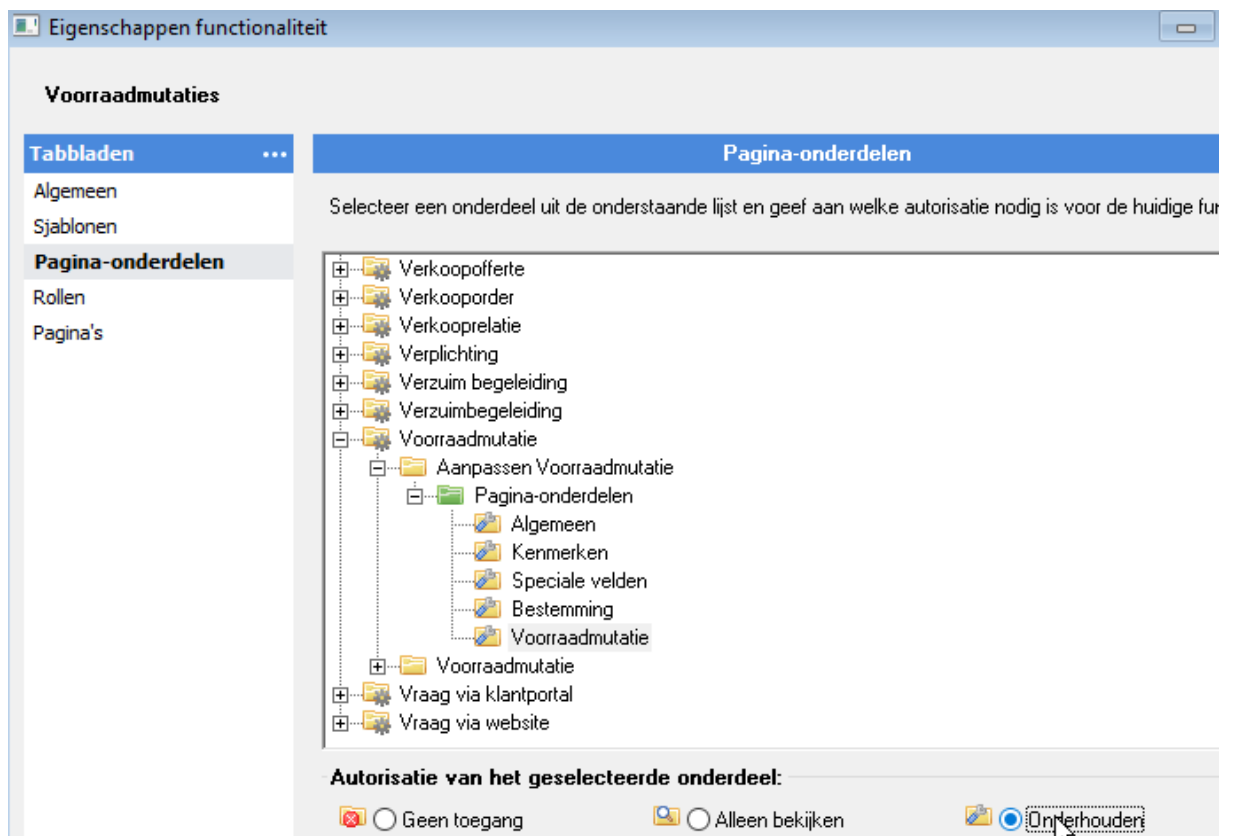 Eigenschappen functionaliteit
Voorraadmutaties
Tabbladen ...
Algemeen
Sjablonen
Pagina-onderdelen
Rollen
Pagina's
Pagina-onderdelen
Selecteer een onderdeel uit de onderstaande lijst en geef aan welke autorisatie nodig is voor de huidige fur
Verkoopofferte
Verkooporder
Verkooprelatie
Verplichting
Verzuim begeleiding
Verzuimbegeleiding
Voorraadmutatie
Aanpassen Voorraadmutatie
Pagina-onderdelen
Algemeen
Kenmerken
Speciale velden
Bestemming
Voorraadmutatie
Voorraadmutatie
Vraag via klantportal
Vraag via website
Autorisatie van het geselecteerde onderdeel:
Geen toegang
Alleen bekijken
Onderhouden